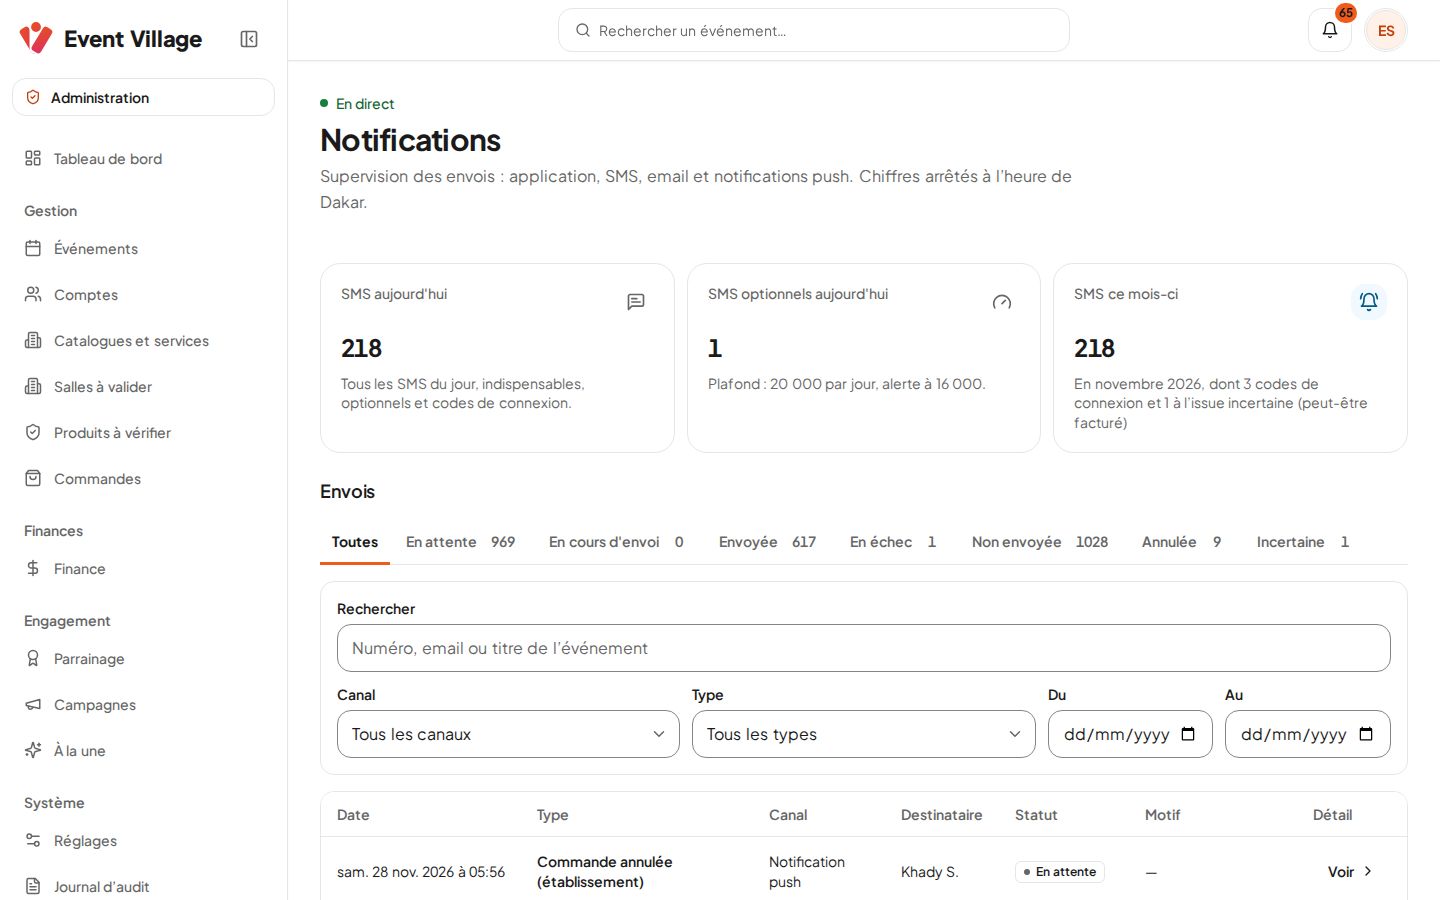 Event Village
Rechercher un événement…
65
ES
Administration
Tableau de bord
Gestion
Événements
Comptes
Catalogues et services
Salles à valider
Produits à vérifier
Commandes
Finances
Finance
Engagement
Parrainage
Campagnes
À la une
Système
Réglages
Journal d’audit
En direct
Notifications
Supervision des envois : application, SMS, email et notifications push. Chiffres arrêtés à l’heure de
Dakar.
SMS aujourd'hui
218
Tous les SMS du jour, indispensables,
optionnels et codes de connexion.
SMS optionnels aujourd'hui
1
Plafond : 20 000 par jour, alerte à 16 000.
SMS ce mois-ci
218
En novembre 2026, dont 3 codes de
connexion et 1 à l’issue incertaine (peut-être
facturé)
Envois
Toutes En attente 969 En cours d'envoi 0 Envoyée 617 En échec 1 Non envoyée 1028 Annulée 9 Incertaine 1
Rechercher
Numéro, email ou titre de l’événement
Canal Type Du Au
Tous les canaux Tous les types dd/mm/yyyy dd/mm/yyyy
Date Type Canal Destinataire Statut Motif Détail
sam. 28 nov. 2026 à 05:56 Commande annulée (établissement) Notification push Khady S. En attente — Voir